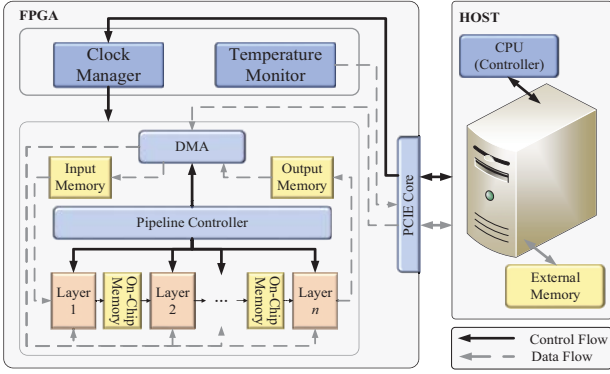 FPGA
Clock
Manager
Temperature
Monitor
DMA
Input
Memory
Output
Memory
Pipeline Controller
Layer
1
On-Chip
Memory
Layer
2
...
On-Chip
Memory
Layer
n
PCIE Core
HOST
CPU
(Controller)
External
Memory
Control Flow
Data Flow